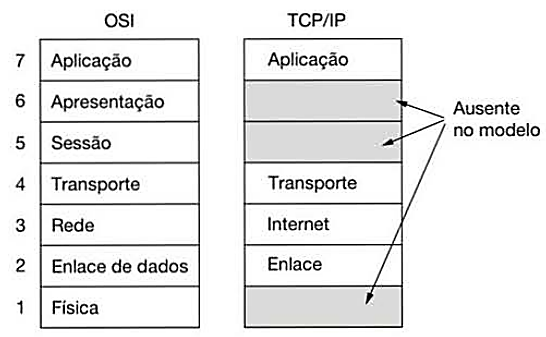 OSI
TCP/IP
7 Aplicação Aplicação
6 Apresentação
5 Sessão
4 Transporte Transporte
3 Rede Internet
2 Enlace de dados Enlace
1 Física
Ausente
no modelo